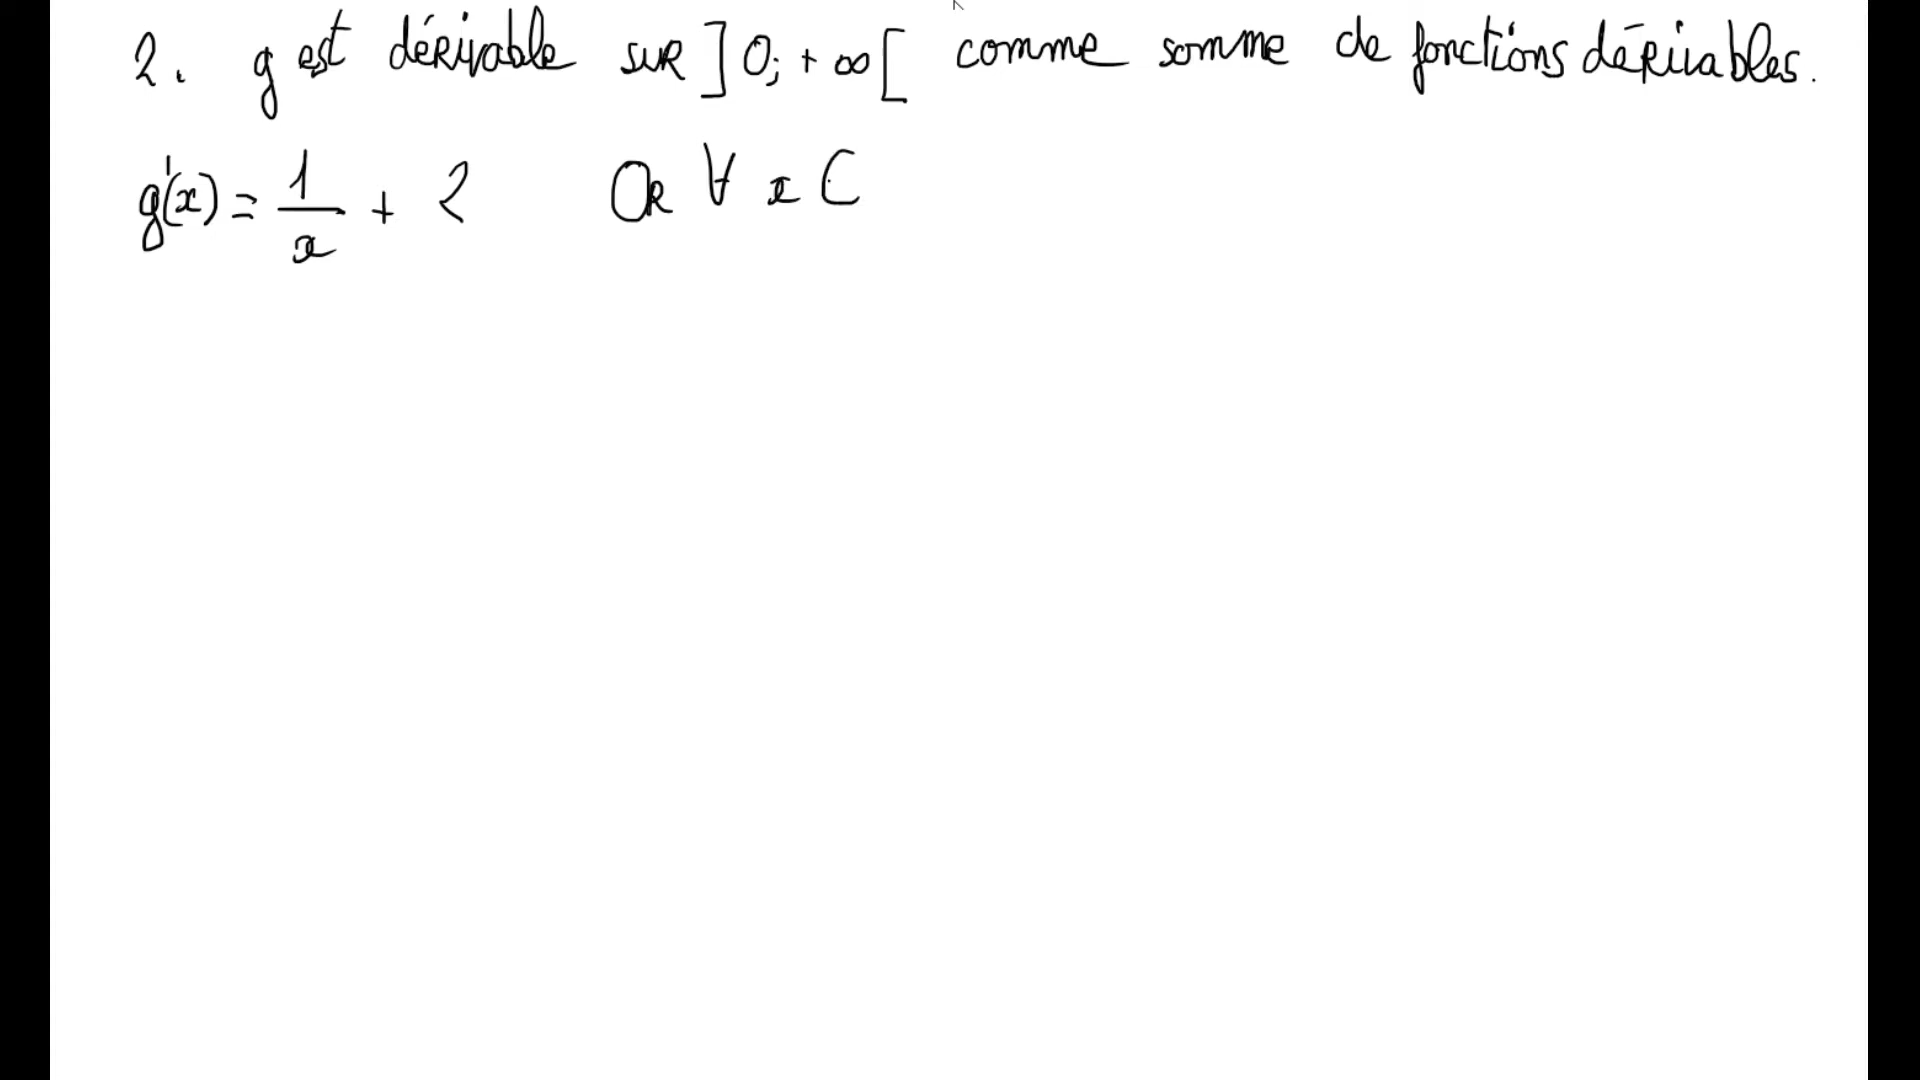 2. g est dérivable sur ]0; +∞[ comme somme de fonctions dérivables.
g'(x) = 1/x + 2 Or ∀ x C